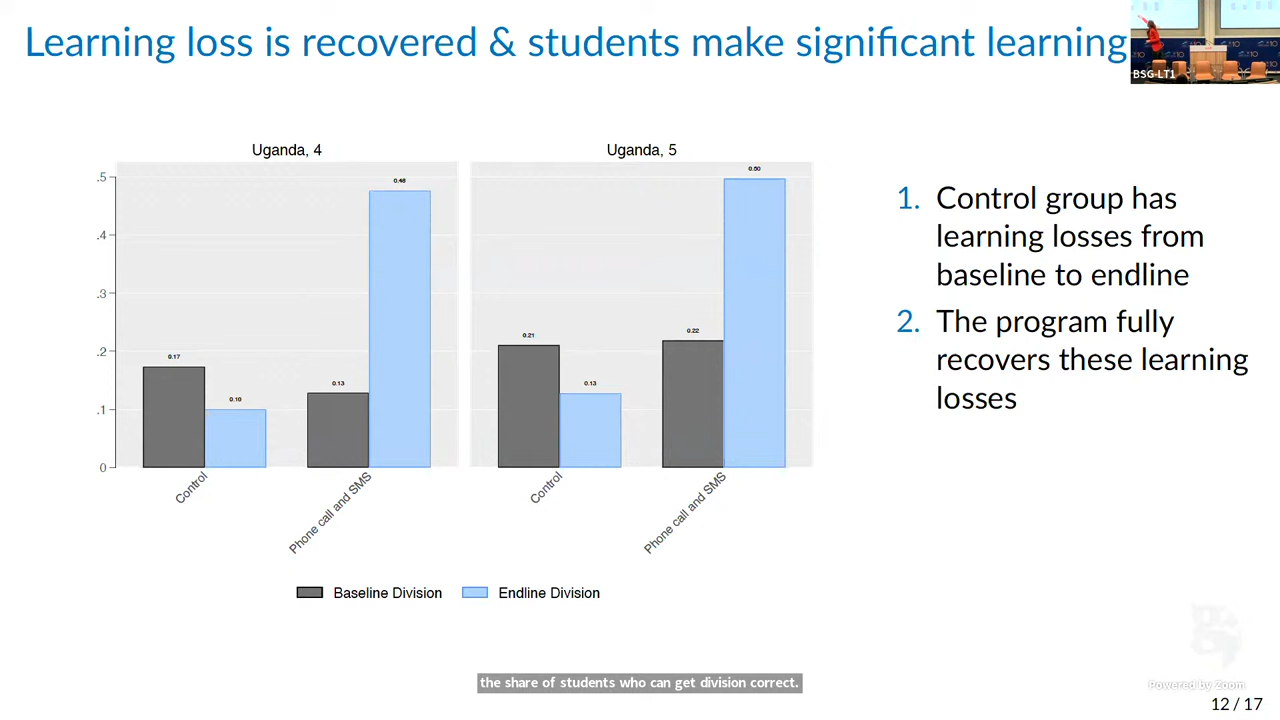 Learning loss is recovered & students make significant learning
BSG-LT1
Uganda, 4
Uganda, 5
.5
.4
.3
.2
.1
0
0.17
0.10
0.13
0.48
0.21
0.13
0.22
0.50
Control
Phone call and SMS
Control
Phone call and SMS
Baseline Division
Endline Division
1. Control group has
learning losses from
baseline to endline
2. The program fully
recovers these learning
losses
the share of students who can get division correct.
Powered by Zoom
12 / 17